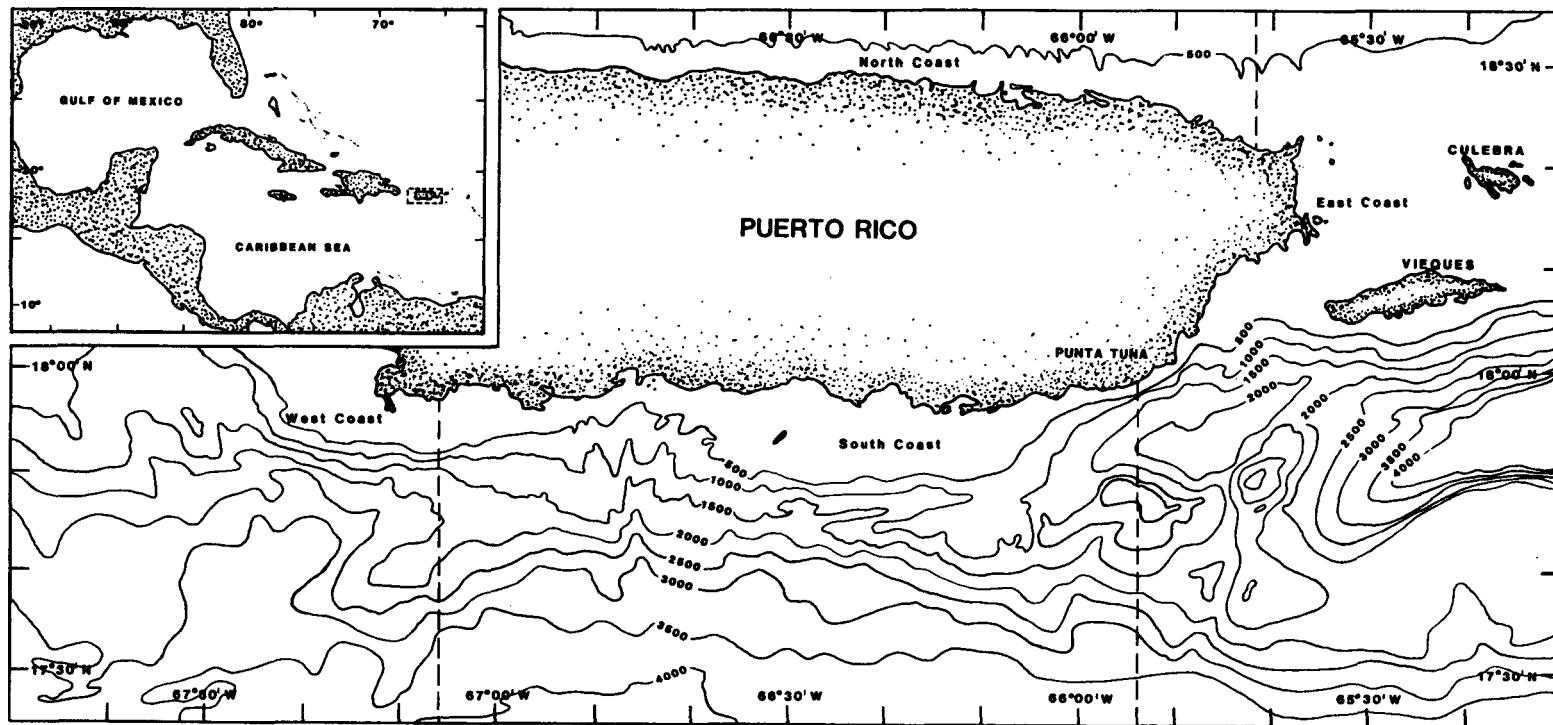 80°
70°
GULF OF MEXICO
CARIBBEAN SEA
10°
66°30'W
66°00'W
65°30'W
500
North Coast
18°30'N
CULEBRA
East Coast
PUERTO RICO
VIEQUES
PUNTA TUNA
18°00'N
500
1000
1500
2000
2000
2500
3000
3500
4000
West Coast
South Coast
500
1000
1500
2000
2500
3000
3500
4000
17°30'N
17°30'N
67°00'W
66°30'W
66°00'W
65°30'W